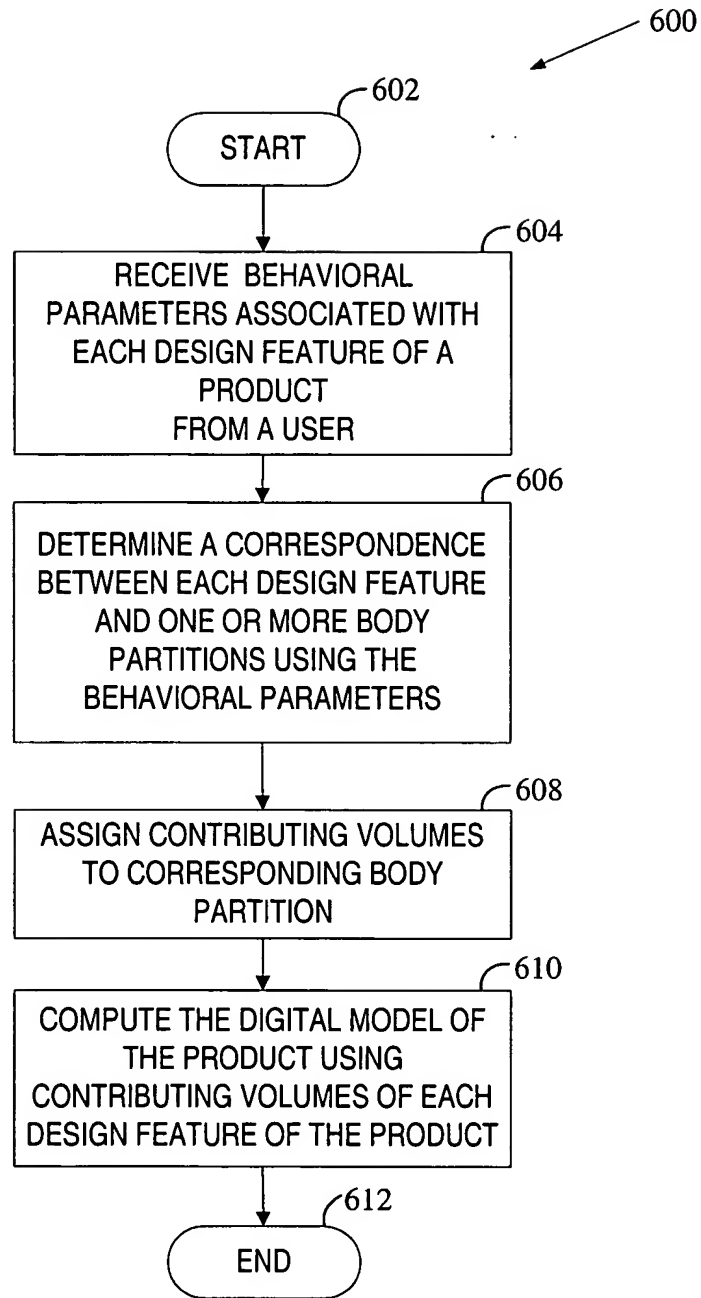 600
602
START
604
RECEIVE BEHAVIORAL
PARAMETERS ASSOCIATED WITH
EACH DESIGN FEATURE OF A
PRODUCT
FROM A USER
606
DETERMINE A CORRESPONDENCE
BETWEEN EACH DESIGN FEATURE
AND ONE OR MORE BODY
PARTITIONS USING THE
BEHAVIORAL PARAMETERS
608
ASSIGN CONTRIBUTING VOLUMES
TO CORRESPONDING BODY
PARTITION
610
COMPUTE THE DIGITAL MODEL OF
THE PRODUCT USING
CONTRIBUTING VOLUMES OF EACH
DESIGN FEATURE OF THE PRODUCT
612
END